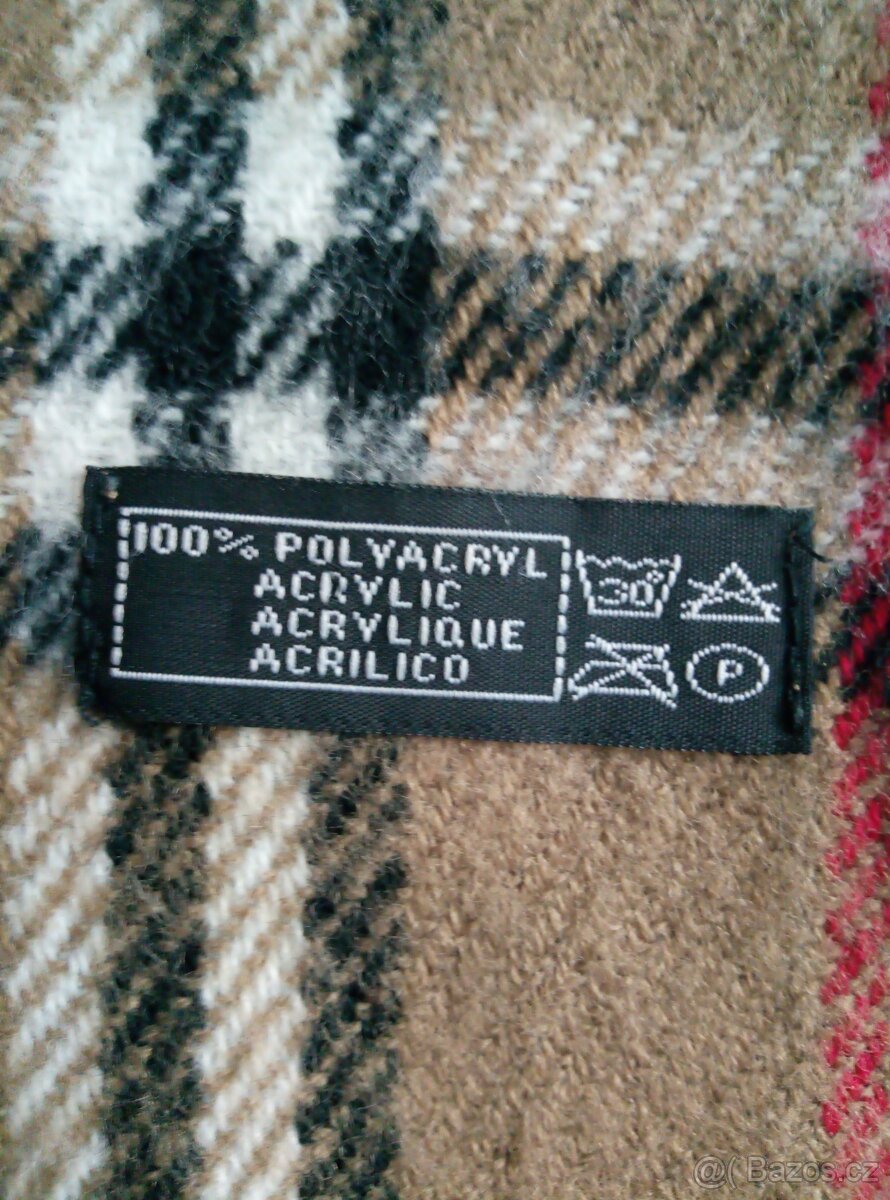 100% POLYACRYL
ACRYLIC
ACRYLIQUE
ACRILICO
30°
P
@( Bazos.cz